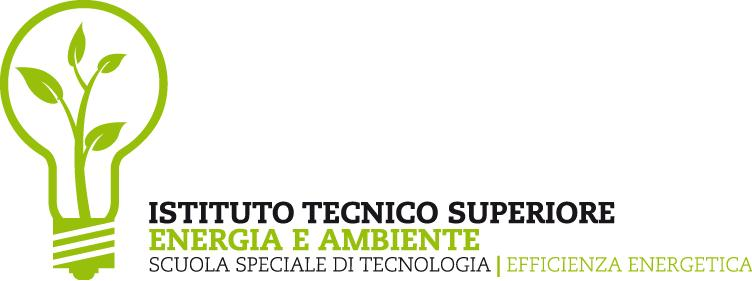 ISTITUTO TECNICO SUPERIORE
ENERGIA E AMBIENTE
SCUOLA SPECIALE DI TECNOLOGIA | EFFICIENZA ENERGETICA